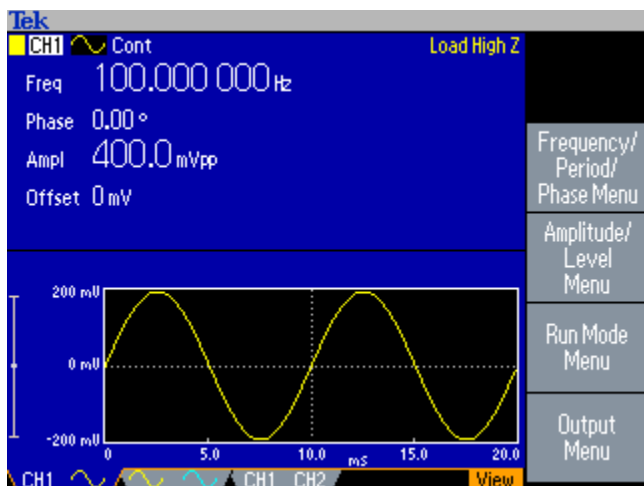 Tek
CH1 Cont Load High Z
Freq 100.000 000 Hz
Phase 0.00 °
Ampl 400.0 mVpp
Offset 0 mV
Frequency/
Period/
Phase Menu
Amplitude/
Level
Menu
Run Mode
Menu
Output
Menu
200 mV
0 mV
-200 mV
0 5.0 10.0 ms 15.0 20.0
CH1 CH1 CH2 View